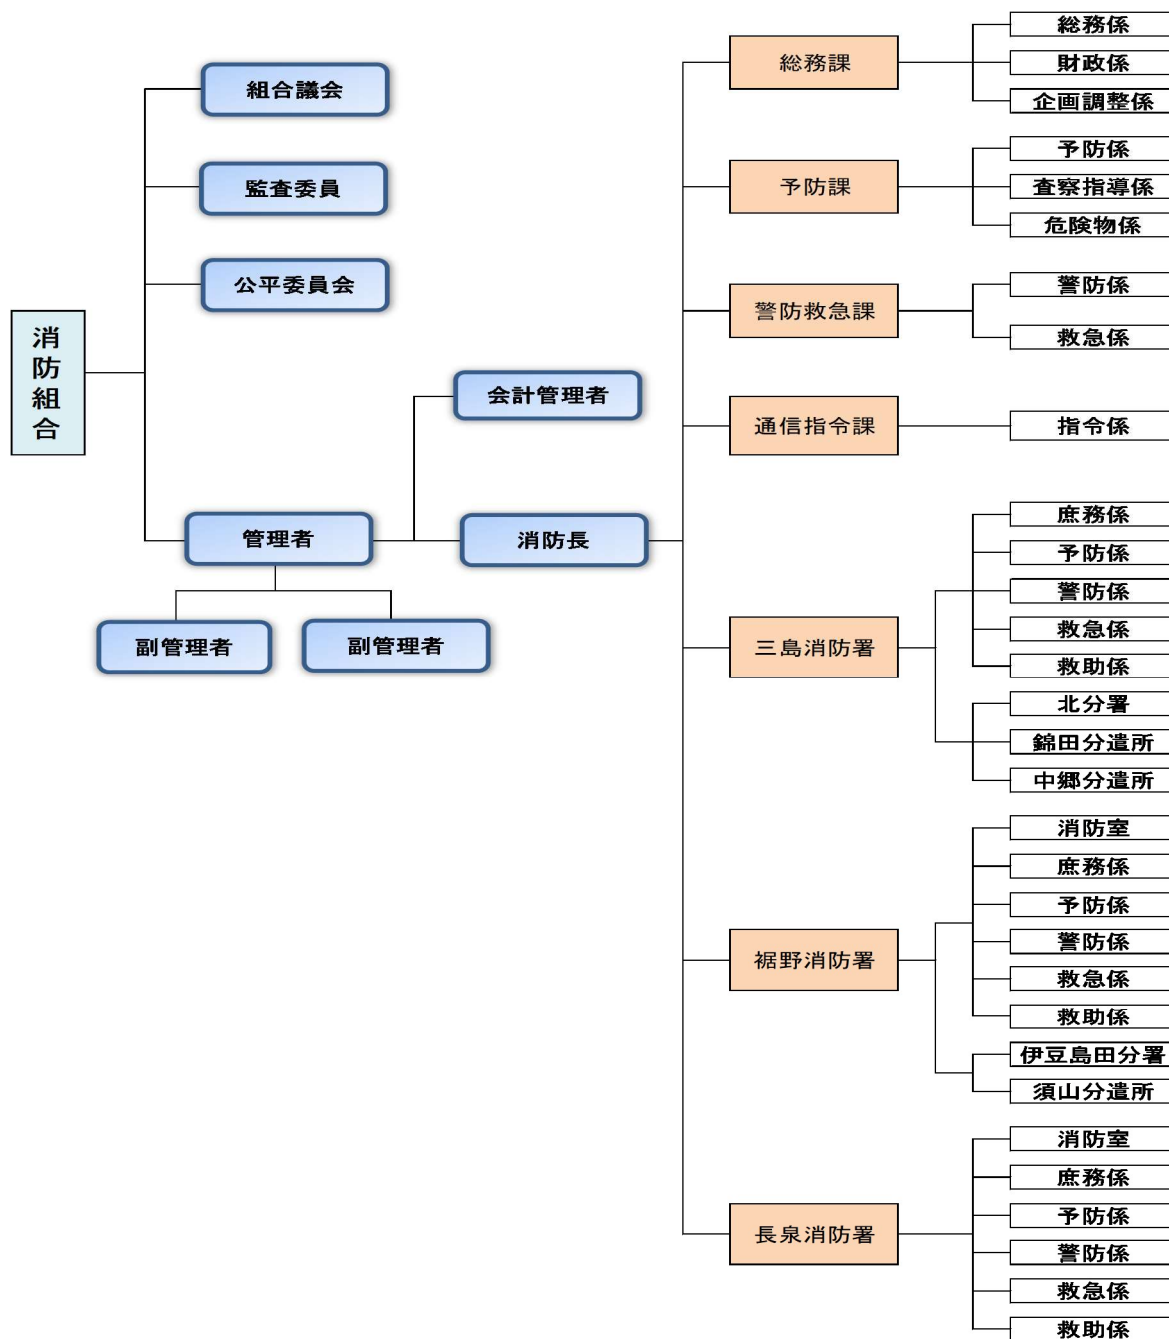 消防組合
組合議会
監査委員
公平委員会
管理者
副管理者
副管理者
会計管理者
消防長
総務課
総務係
財政係
企画調整係
予防課
予防係
査察指導係
危険物係
警防救急課
警防係
救急係
通信指令課
指令係
三島消防署
庶務係
予防係
警防係
救急係
救助係
北分署
錦田分遣所
中郷分遣所
裾野消防署
消防室
庶務係
予防係
警防係
救急係
救助係
伊豆島田分署
須山分遣所
長泉消防署
消防室
庶務係
予防係
警防係
救急係
救助係